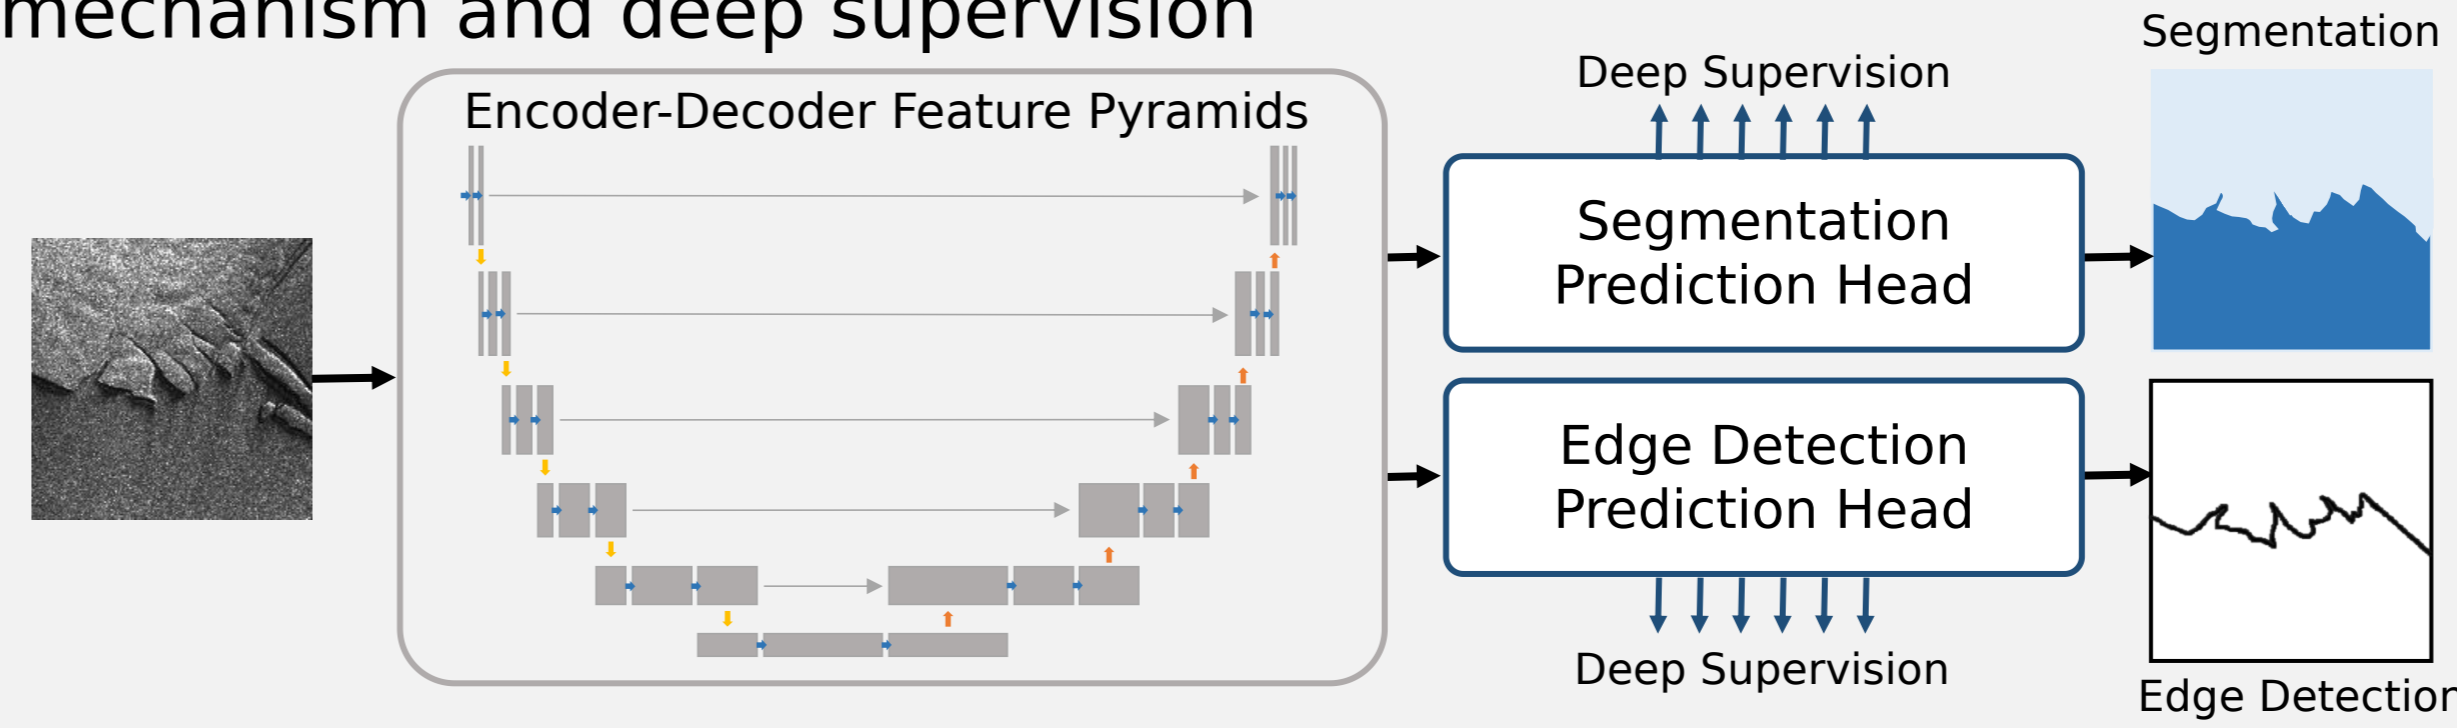 mechanism and deep supervision
Encoder-Decoder Feature Pyramids
Deep Supervision
Segmentation
Prediction Head
Segmentation
Edge Detection
Prediction Head
Deep Supervision
Edge Detection